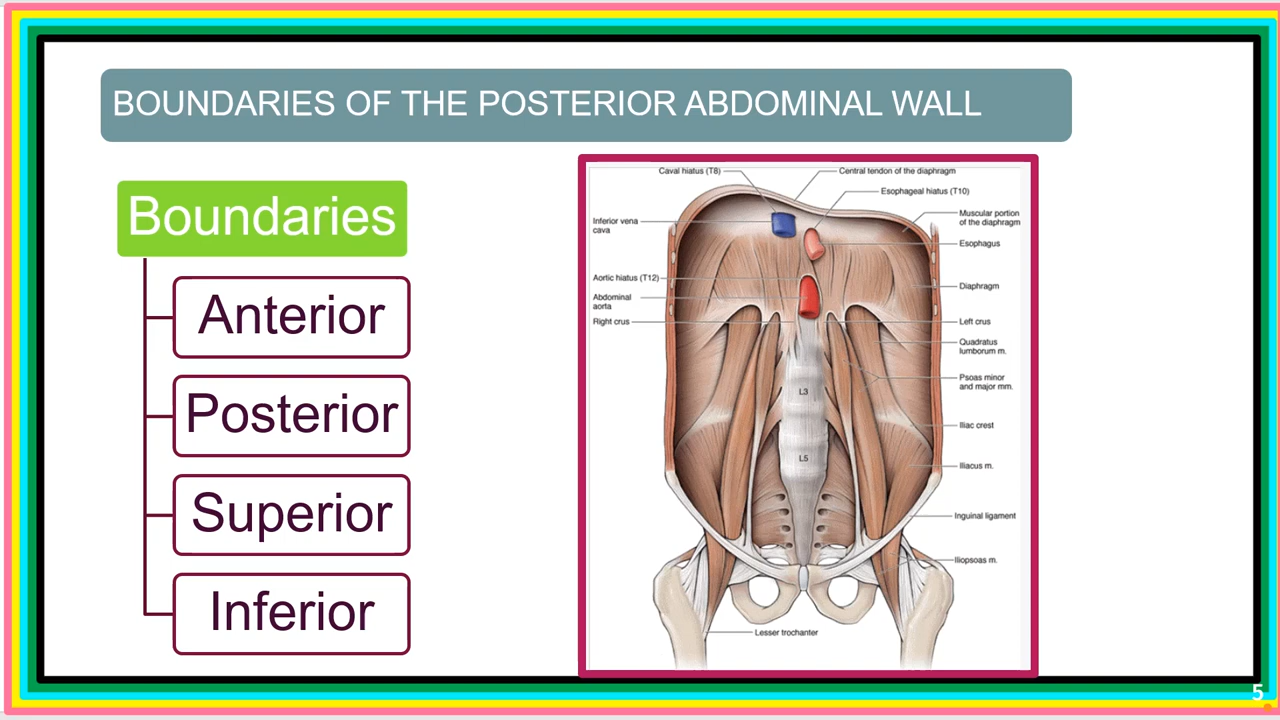 BOUNDARIES OF THE POSTERIOR ABDOMINAL WALL
Boundaries
Anterior
Posterior
Superior
Inferior
Caval hiatus (T8)
Central tendon of the diaphragm
Esophageal hiatus (T10)
Inferior vena
cava
Muscular portion
of the diaphragm
Esophagus
Aortic hiatus (T12)
Diaphragm
Abdominal
aorta
Right crus
Left crus
Quadratus
lumborum m.
Psoas minor
and major mm.
L3
Iliac crest
L5
Iliacus m.
Inguinal ligament
Iliopsoas m.
Lesser trochanter
5